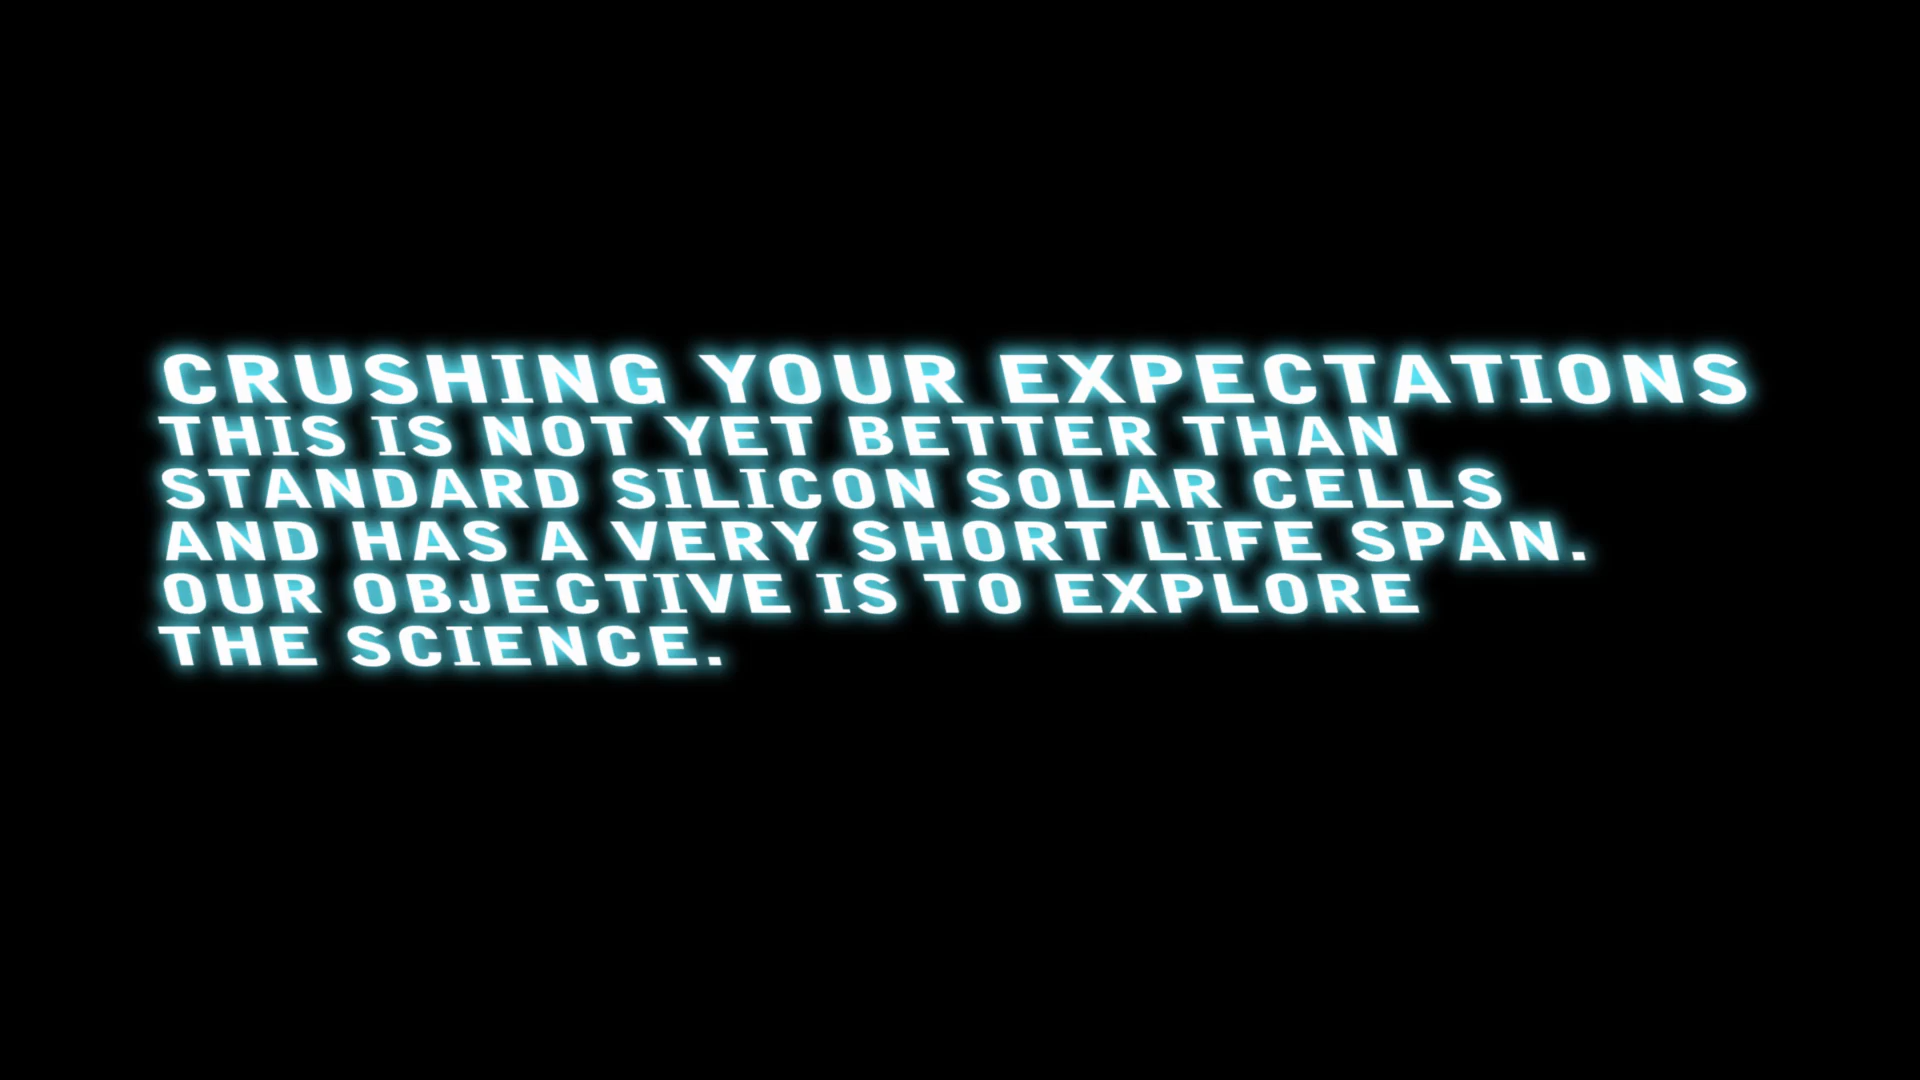 CRUSHING YOUR EXPECTATIONS
THIS IS NOT YET BETTER THAN
STANDARD SILICON SOLAR CELLS
AND HAS A VERY SHORT LIFE SPAN.
OUR OBJECTIVE IS TO EXPLORE
THE SCIENCE.